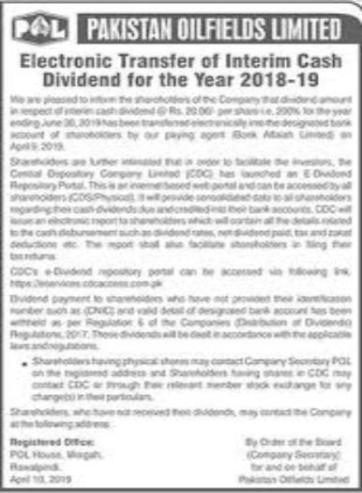 POL PAKISTAN OILFIELDS LIMITED
Electronic Transfer of Interim Cash
Dividend for the Year 2018-19
We are pleased to inform the shareholders of the Company that dividend amount
in respect of interim cash dividend @ Rs. 20.00/- per share i.e. 200% for the year
ending June 30, 2019 has been transferred electronically into the designated bank
account of shareholders by our paying agent (Bank Alfalah Limited) on
April 9, 2019.
Shareholders are further intimated that in order to facilitate the investors, the
Central Depository Company Limited (CDC) has launched an E-Dividend
Repository Portal. This is an internet based web portal and can be accessed by all
shareholders (CDS/Physical). It will provide consolidated data to all shareholders
regarding their cash dividends due and credited into their bank accounts. CDC will
issue an electronic report to shareholders which will contain all the details related
to the cash disbursement such as dividend rates, net dividend paid, tax and zakat
deductions etc. The report shall also facilitate shareholders in filing their
tax returns.
CDC's e-Dividend repository portal can be accessed via following link.
https://eservices.cdcaccess.com.pk
Dividend payment to shareholders who have not provided their identification
number such as (CNIC) and valid detail of designated bank account has been
withheld as per Regulation 6 of the Companies (Distribution of Dividends)
Regulations, 2017. These dividends will be dealt in accordance with the applicable
laws and regulations.
• Shareholders having physical shares may contact Company Secretary POL
on the registered address and Shareholders having shares in CDC may
contact CDC or through their relevant member stock exchange for any
change(s) in their particulars.
Shareholders, who have not received their dividends, may contact the Company
at the following address:
Registered Office: By Order of the Board
POL House, Morgah, (Company Secretary)
Rawalpindi. for and on behalf of
April 10, 2019 Pakistan Oilfields Limited